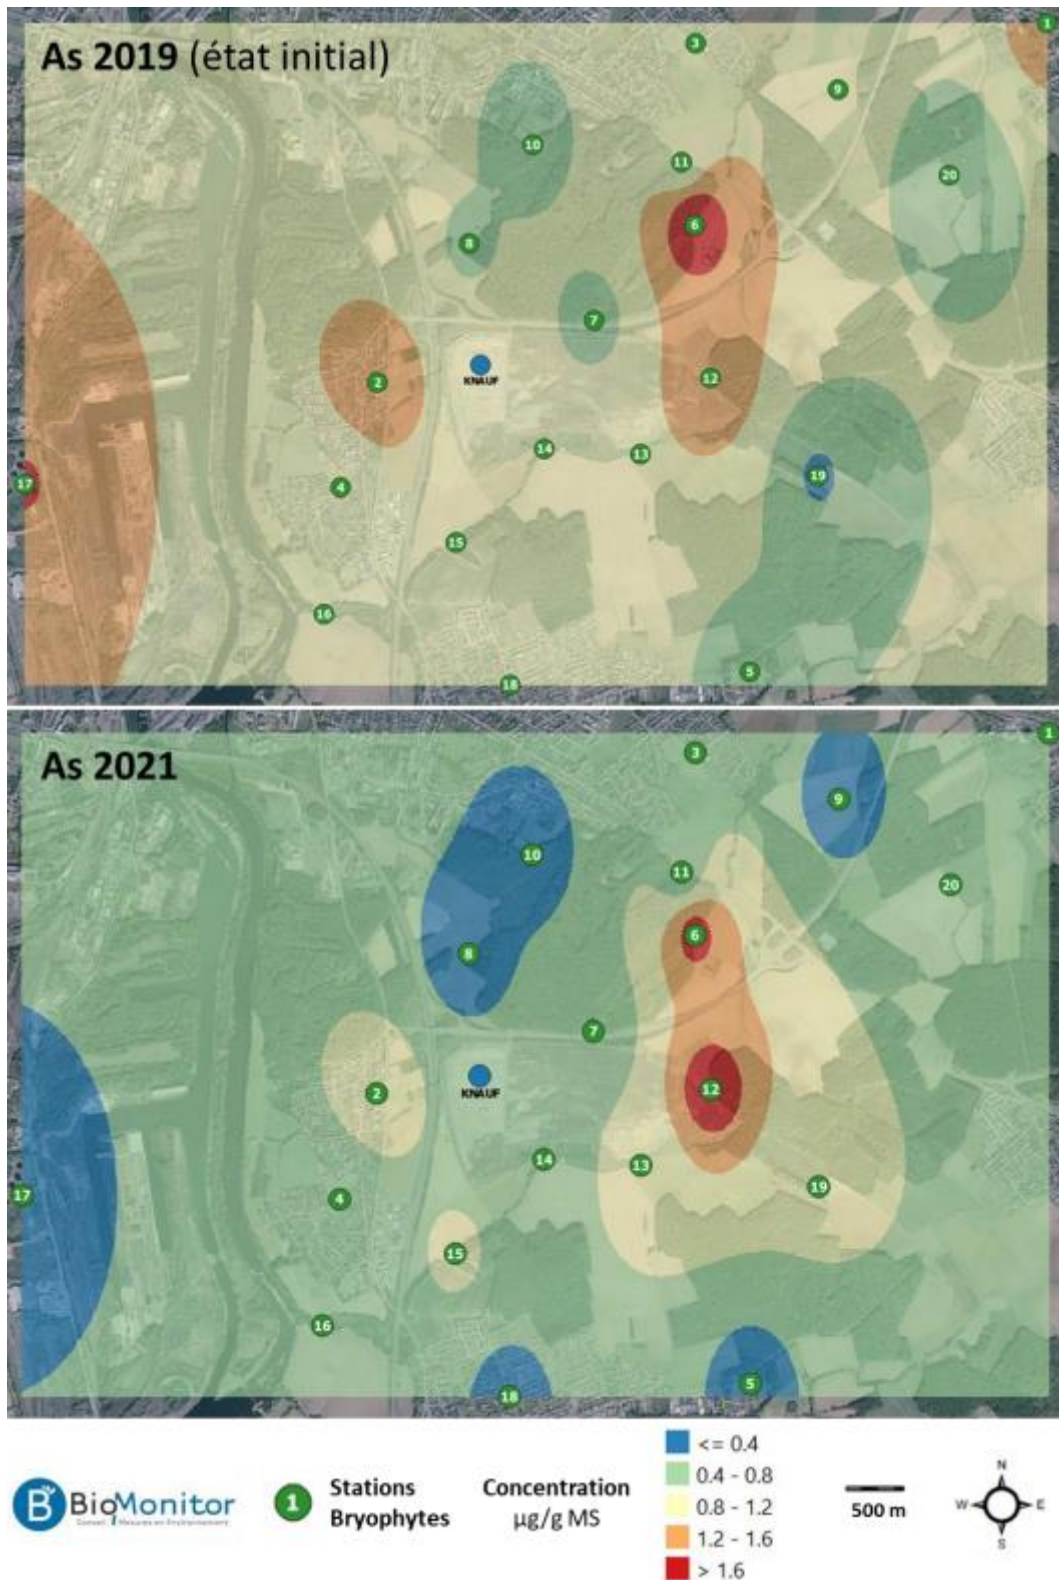 As 2019 (état initial)
1
3
9
10
11
20
6
8
7
2
KNAUF
12
14
13
19
17
4
15
16
5
18
As 2021
1
3
9
10
11
20
6
8
7
KNAUF
2
12
14
13
19
17
4
15
16
5
18
BioMonitor
1
Stations
Bryophytes
Concentration
µg/g MS
<= 0.4
0.4 - 0.8
0.8 - 1.2
1.2 - 1.6
> 1.6
500 m
N
W
E
S